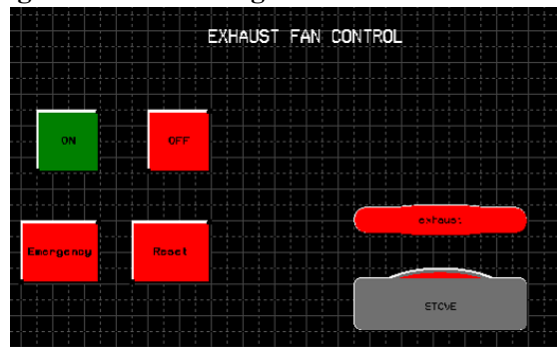 EXHAUST FAN CONTROL
ON
OFF
exhaust
Emergency
Reset
STOVE